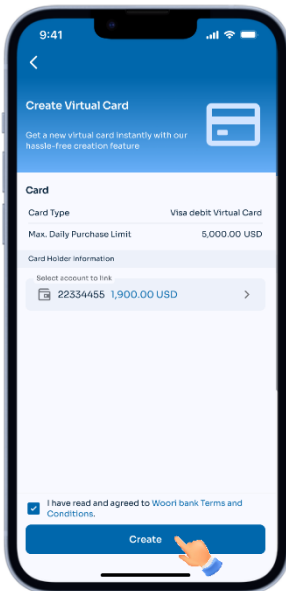 9:41
Create Virtual Card
Get a new virtual card instantly with our
hassle-free creation feature
Card
Card Type Visa debit Virtual Card
Max. Daily Purchase Limit 5,000.00 USD
Card Holder Information
Select account to link
22334455 1,900.00 USD
I have read and agreed to Woori bank Terms and
Conditions.
Create